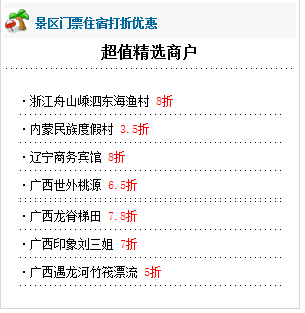 景区门票住宿打折优惠
超值精选商户
·浙江舟山嵊泗东海渔村 8折
·内蒙民族度假村 3.5折
·辽宁商务宾馆 8折
·广西世外桃源 6.5折
·广西龙脊梯田 7.8折
·广西印象刘三姐 7折
·广西遇龙河竹筏漂流 5折